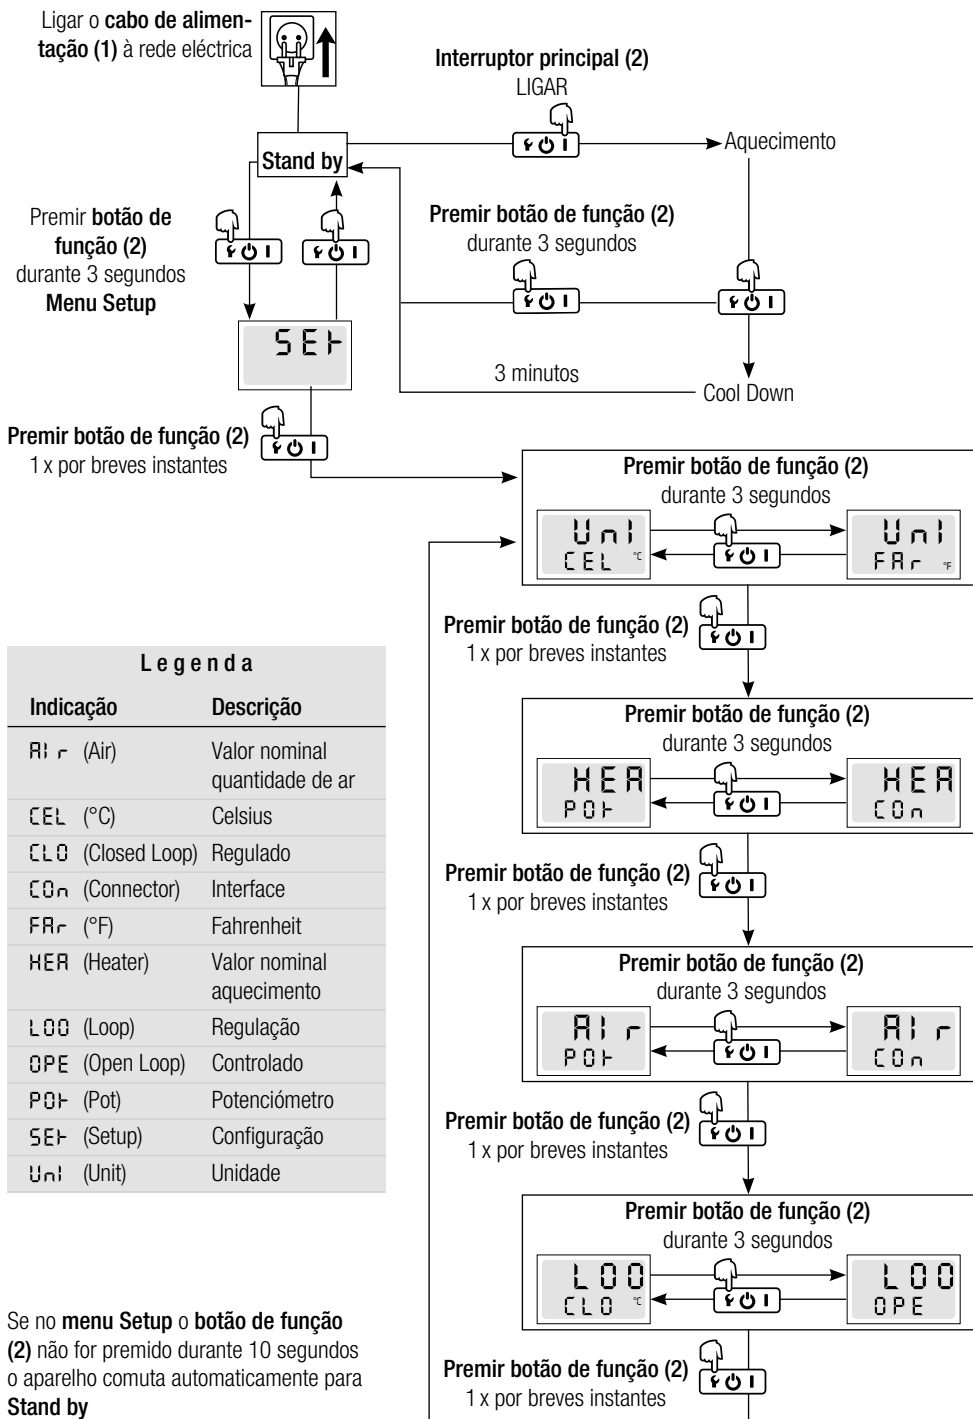 Ligar o cabo de alimen-
tação (1) à rede eléctrica
Interruptor principal (2)
LIGAR
Stand by
Aquecimento
Premir botão de
função (2)
durante 3 segundos
Menu Setup
Premir botão de função (2)
durante 3 segundos
SEt
3 minutos
Cool Down
Premir botão de função (2)
1 x por breves instantes
Premir botão de função (2)
durante 3 segundos
UnI
CEL °C
UnI
FAr °F
Premir botão de função (2)
1 x por breves instantes
Premir botão de função (2)
durante 3 segundos
HEA
POt
HEA
COn
Premir botão de função (2)
1 x por breves instantes
Premir botão de função (2)
durante 3 segundos
AIr
POt
AIr
COn
Premir botão de função (2)
1 x por breves instantes
Premir botão de função (2)
durante 3 segundos
LOO
CLO °C
LOO
OPE
Premir botão de função (2)
1 x por breves instantes
Legenda
Indicação Descrição
AIr (Air) Valor nominal
quantidade de ar
CEL (°C) Celsius
CLO (Closed Loop) Regulado
COn (Connector) Interface
FAr (°F) Fahrenheit
HEA (Heater) Valor nominal
aquecimento
LOO (Loop) Regulação
OPE (Open Loop) Controlado
POt (Pot) Potenciómetro
SEt (Setup) Configuração
UnI (Unit) Unidade
Se no menu Setup o botão de função
(2) não for premido durante 10 segundos
o aparelho comuta automaticamente para
Stand by